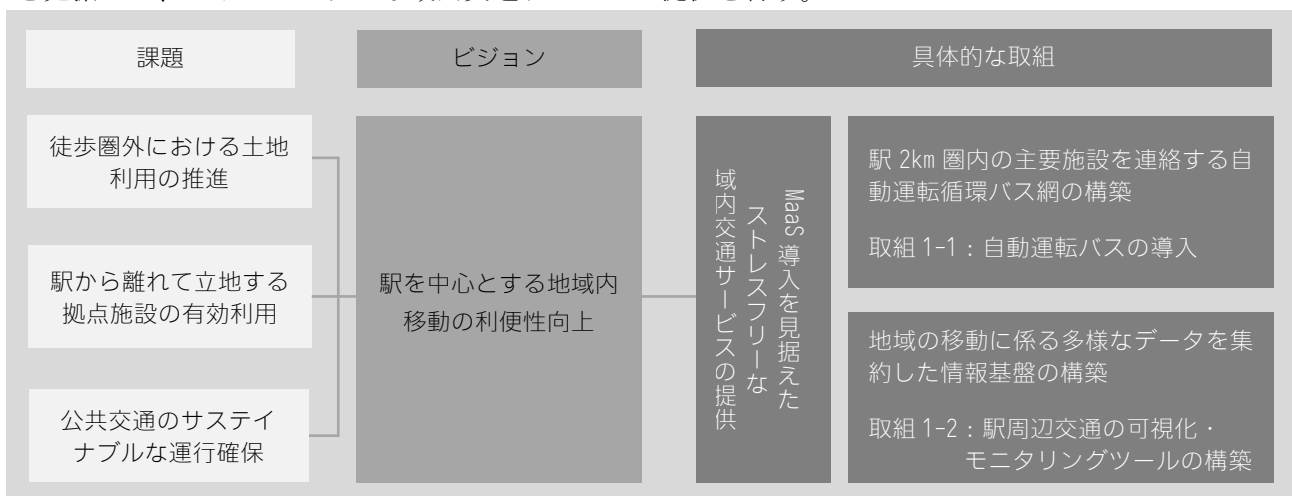 課題
ビジョン
具体的な取組
徒歩圏外における土地
利用の推進
駅から離れて立地する
拠点施設の有効利用
公共交通のサステイ
ナブルな運行確保
駅を中心とする地域内
移動の利便性向上
MaaS 導入を見据えた
ストレスフリーな
域内交通サービスの提供
駅 2km 圏内の主要施設を連絡する自
動運転循環バス網の構築
取組 1-1：自動運転バスの導入
地域の移動に係る多様なデータを集
約した情報基盤の構築
取組 1-2：駅周辺交通の可視化・
モニタリングツールの構築